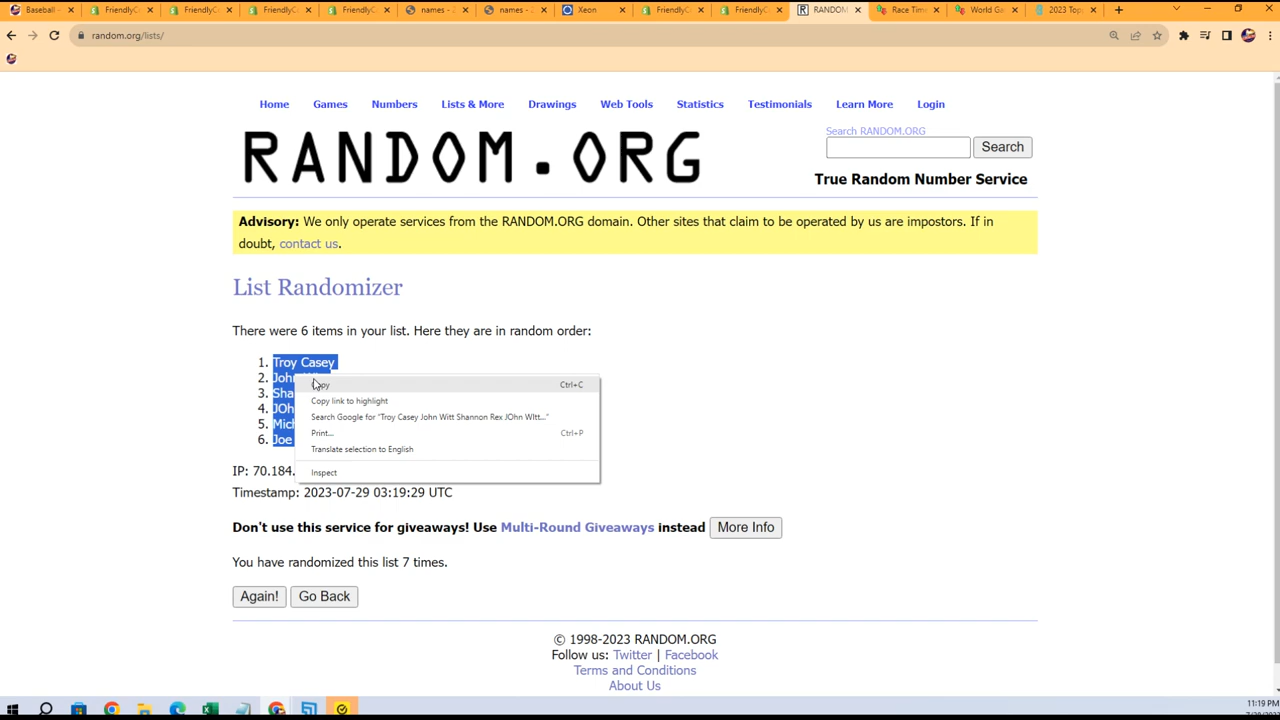 Baseball -
FriendlyC
FriendlyC
FriendlyC
FriendlyC
names -
names -
Xeon
FriendlyC
FriendlyC
RANDOM
Race Time
World Ga
2023 Top
random.org/lists/
Home Games Numbers Lists & More Drawings Web Tools Statistics Testimonials Learn More Login
RANDOM.ORG
Search RANDOM.ORG
Search
True Random Number Service
Advisory: We only operate services from the RANDOM.ORG domain. Other sites that claim to be operated by us are impostors. If in
doubt, contact us.
List Randomizer
There were 6 items in your list. Here they are in random order:
1. Troy Casey
2. John
3. Sha
4. JOh
5. Mich
6. Joe
Copy Ctrl+C
Copy link to highlight
Search Google for "Troy Casey John Witt Shannon Rex JOhn WItt..."
Print... Ctrl+P
Translate selection to English
Inspect
IP: 70.184.
Timestamp: 2023-07-29 03:19:29 UTC
Don't use this service for giveaways! Use Multi-Round Giveaways instead More Info
You have randomized this list 7 times.
Again! Go Back
© 1998-2023 RANDOM.ORG
Follow us: Twitter | Facebook
Terms and Conditions
About Us
11:19 PM